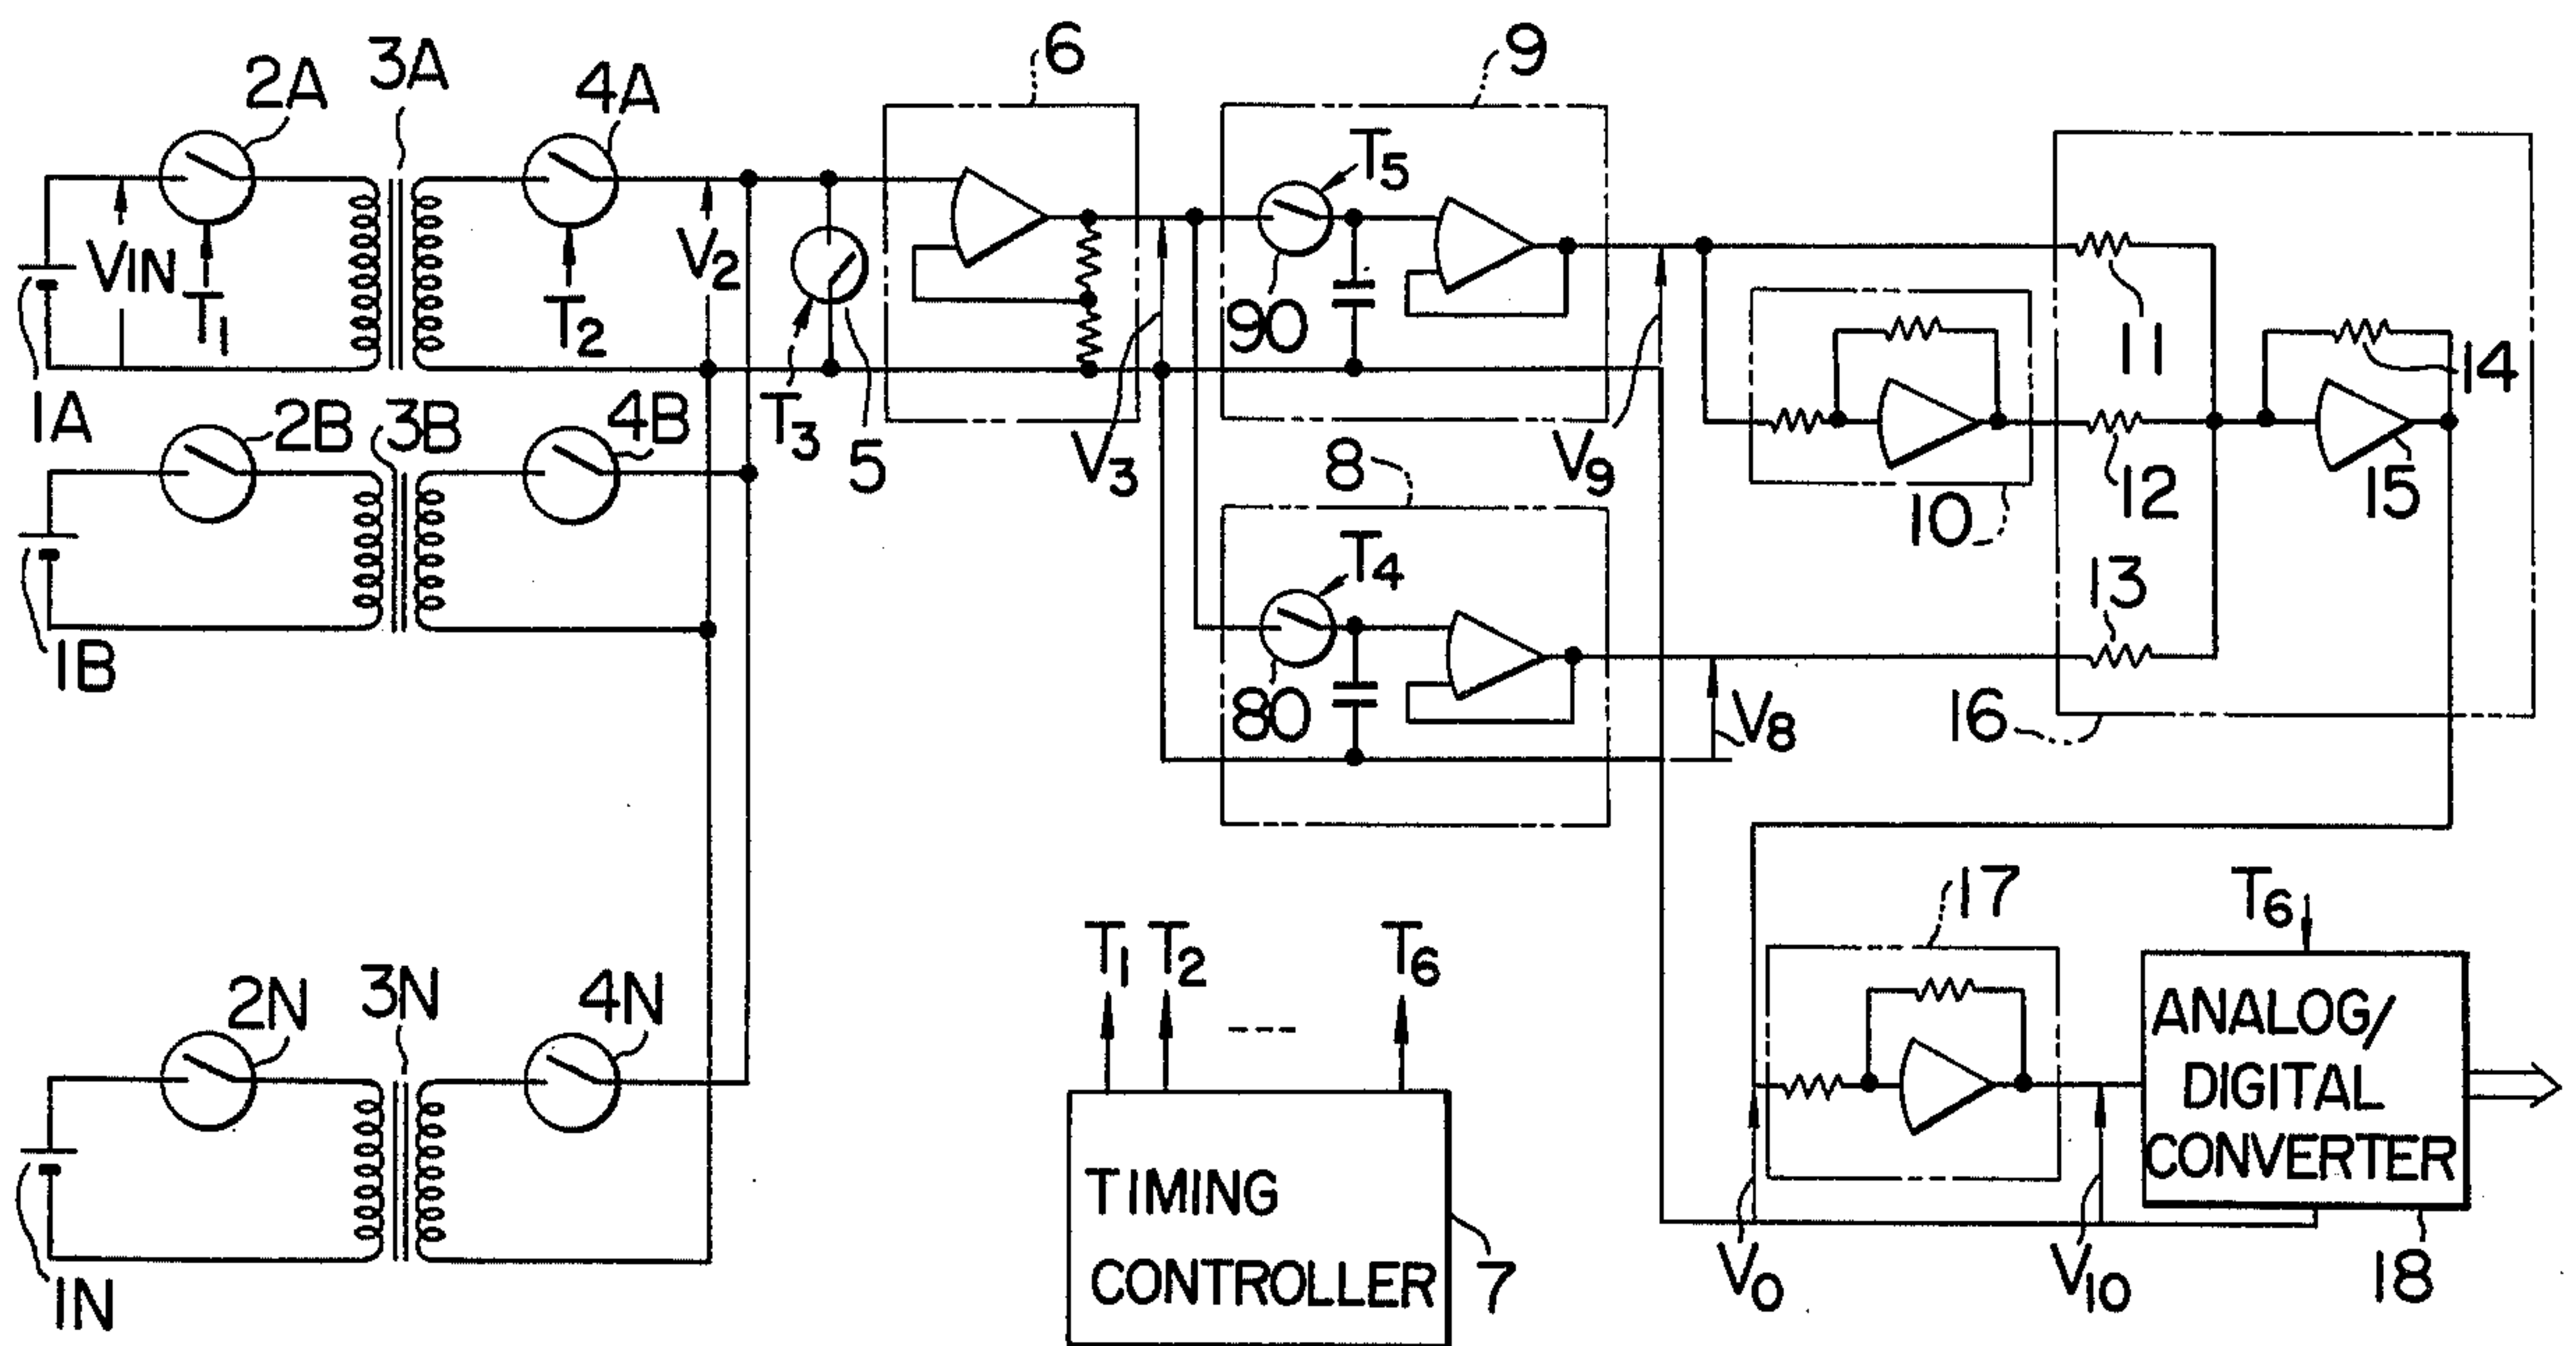 2A
3A
4A
6
9
VIN
T1
T2
V2
T3
5
V3
T5
90
V9
11
14
1A
2B
3B
4B
8
10
12
15
T4
13
1B
80
V8
16
17
T6
T1
T2
T6
---
2N
3N
4N
ANALOG/
DIGITAL
CONVERTER
TIMING
CONTROLLER
7
V0
V10
18
1N